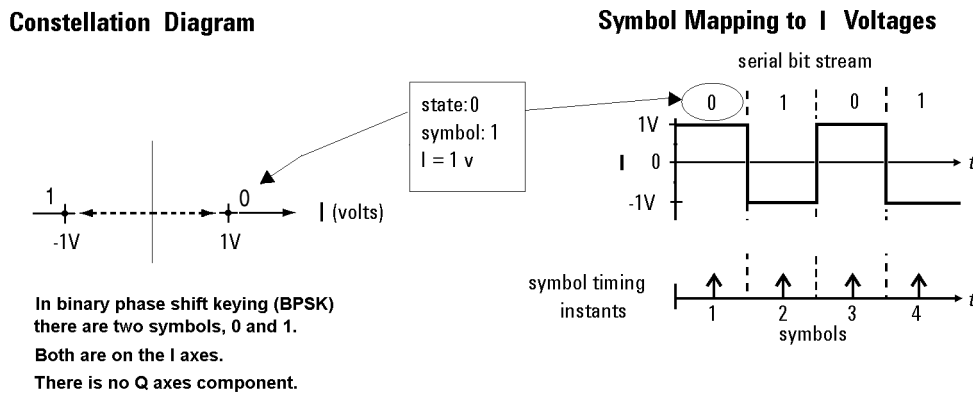 Constellation Diagram
Symbol Mapping to I Voltages
serial bit stream
state:0
symbol: 1
I = 1 v
0 1 0 1
1V
I 0 t
-1V
1 0
I (volts)
-1V 1V
symbol timing
instants
t
1 2 3 4
symbols
In binary phase shift keying (BPSK)
there are two symbols, 0 and 1.
Both are on the I axes.
There is no Q axes component.